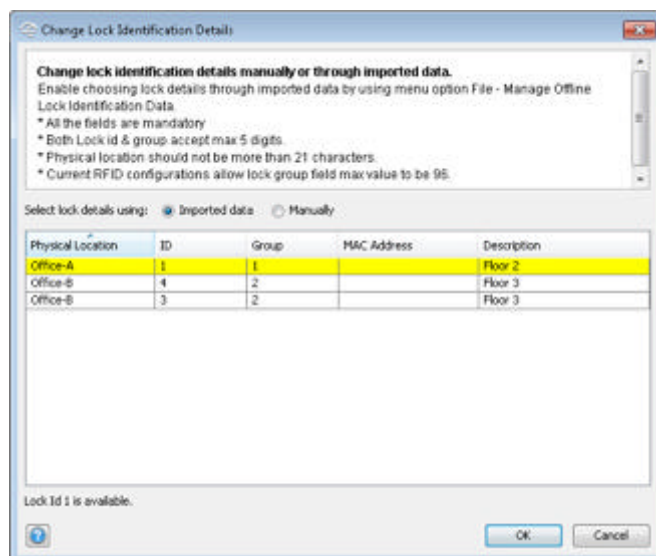 Change Lock Identification Details
Change lock identification details manually or through imported data.
Enable choosing lock details through imported data by using menu option File - Manage Offline
Lock Identification Data.
* All the fields are mandatory
* Both Lock id & group accept max 5 digits.
* Physical location should not be more than 21 characters.
* Current RFID configurations allow lock group field max value to be 96.
Select lock details using: Imported data Manually
Physical Location ID Group MAC Address Description
Office-A 1 1 Floor 2
Office-B 4 2 Floor 3
Office-B 3 2 Floor 3
Lock Id 1 is available.
? OK Cancel